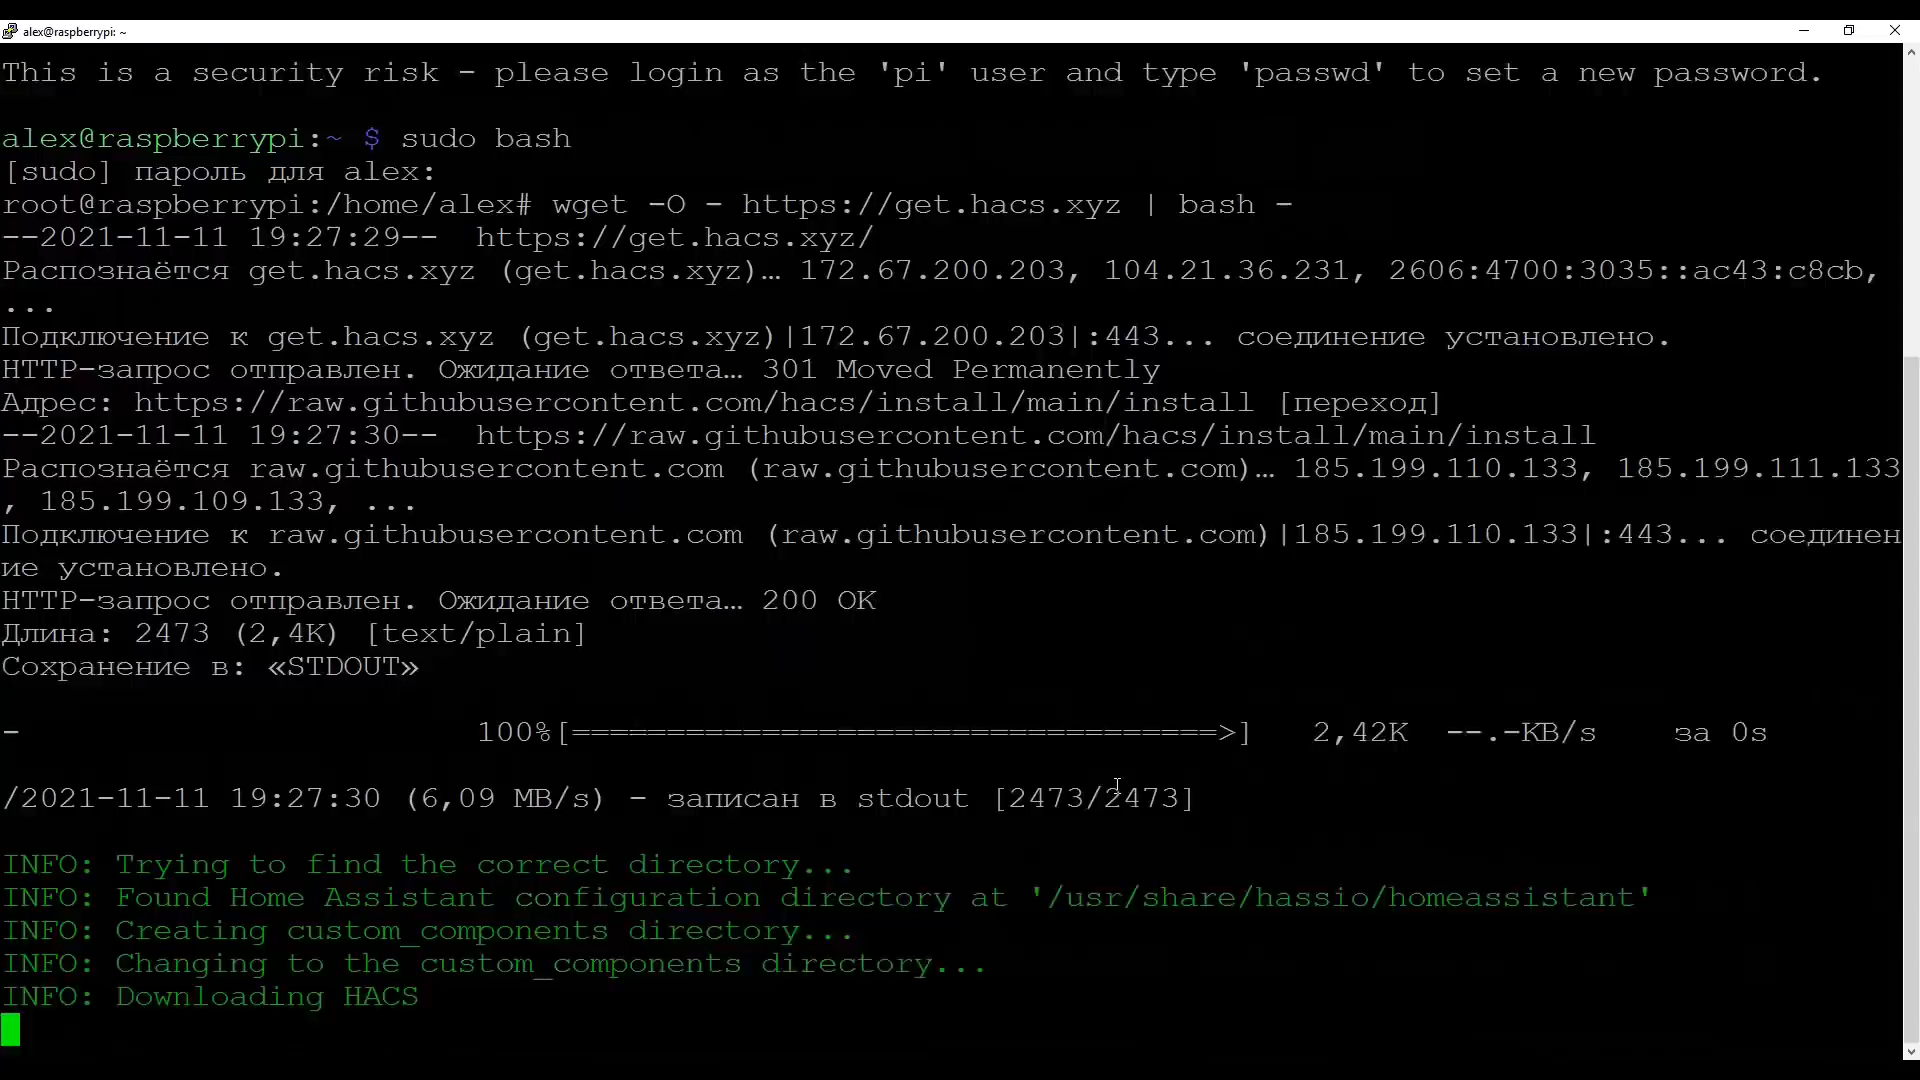 alex@raspberrypi: ~
This is a security risk - please login as the 'pi' user and type 'passwd' to set a new password.
alex@raspberrypi:~ $ sudo bash
[sudo] пароль для alex:
root@raspberrypi:/home/alex# wget -O - https://get.hacs.xyz | bash -
--2021-11-11 19:27:29--  https://get.hacs.xyz/
Распознаётся get.hacs.xyz (get.hacs.xyz)… 172.67.200.203, 104.21.36.231, 2606:4700:3035::ac43:c8cb,
...
Подключение к get.hacs.xyz (get.hacs.xyz)|172.67.200.203|:443... соединение установлено.
HTTP-запрос отправлен. Ожидание ответа… 301 Moved Permanently
Адрес: https://raw.githubusercontent.com/hacs/install/main/install [переход]
--2021-11-11 19:27:30--  https://raw.githubusercontent.com/hacs/install/main/install
Распознаётся raw.githubusercontent.com (raw.githubusercontent.com)… 185.199.110.133, 185.199.111.133
, 185.199.109.133, ...
Подключение к raw.githubusercontent.com (raw.githubusercontent.com)|185.199.110.133|:443... соединен
ие установлено.
HTTP-запрос отправлен. Ожидание ответа… 200 OK
Длина: 2473 (2,4K) [text/plain]
Сохранение в: «STDOUT»
-                         100%[==================================>]   2,42K  --.-KB/s    за 0s
/2021-11-11 19:27:30 (6,09 MB/s) - записан в stdout [2473/2473]
INFO: Trying to find the correct directory...
INFO: Found Home Assistant configuration directory at '/usr/share/hassio/homeassistant'
INFO: Creating custom_components directory...
INFO: Changing to the custom_components directory...
INFO: Downloading HACS